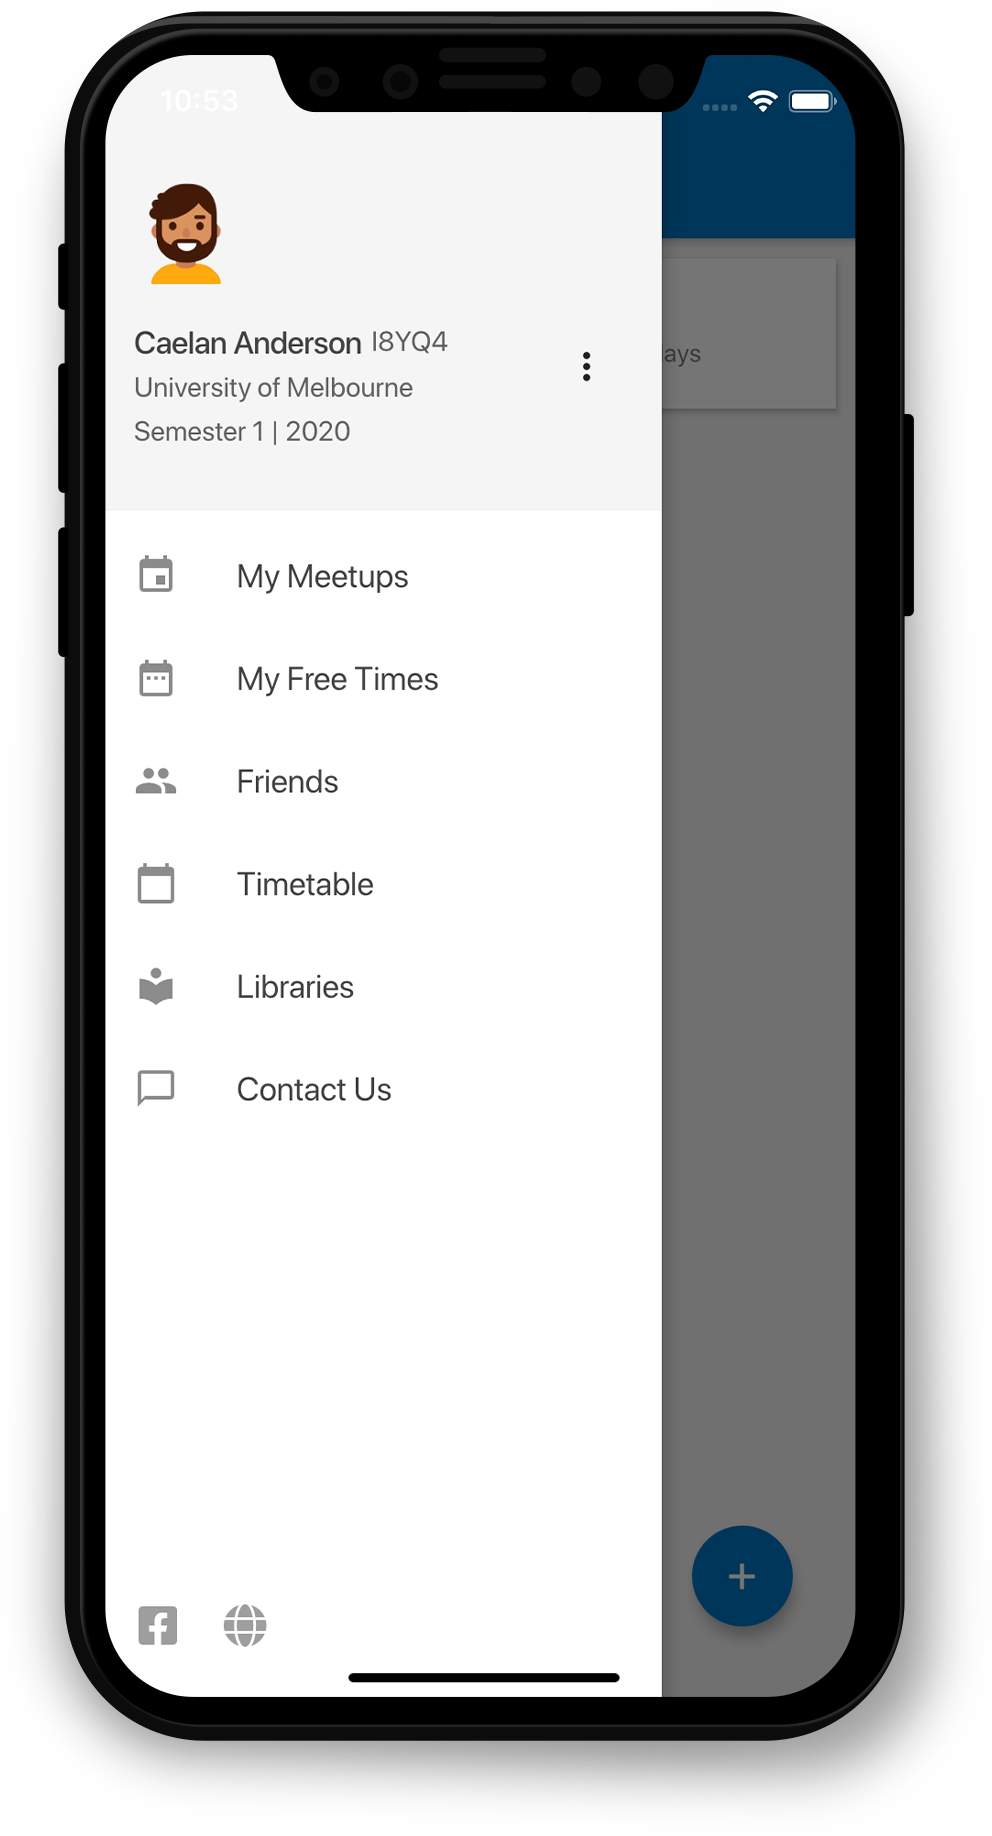 10:53
Caelan Anderson I8YQ4
University of Melbourne
Semester 1 | 2020
ays
My Meetups
My Free Times
Friends
Timetable
Libraries
Contact Us